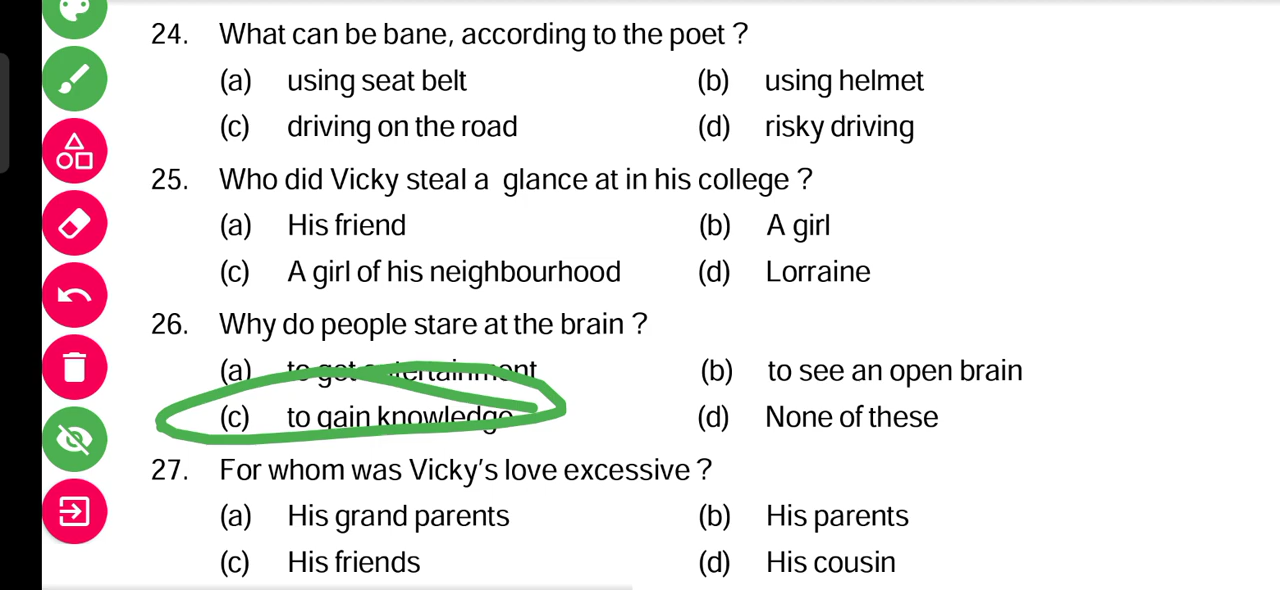 24. What can be bane, according to the poet ?
(a) using seat belt (b) using helmet
(c) driving on the road (d) risky driving
25. Who did Vicky steal a glance at in his college ?
(a) His friend (b) A girl
(c) A girl of his neighbourhood (d) Lorraine
26. Why do people stare at the brain ?
(a) to get entertainment (b) to see an open brain
(c) to gain knowledge (d) None of these
27. For whom was Vicky's love excessive ?
(a) His grand parents (b) His parents
(c) His friends (d) His cousin